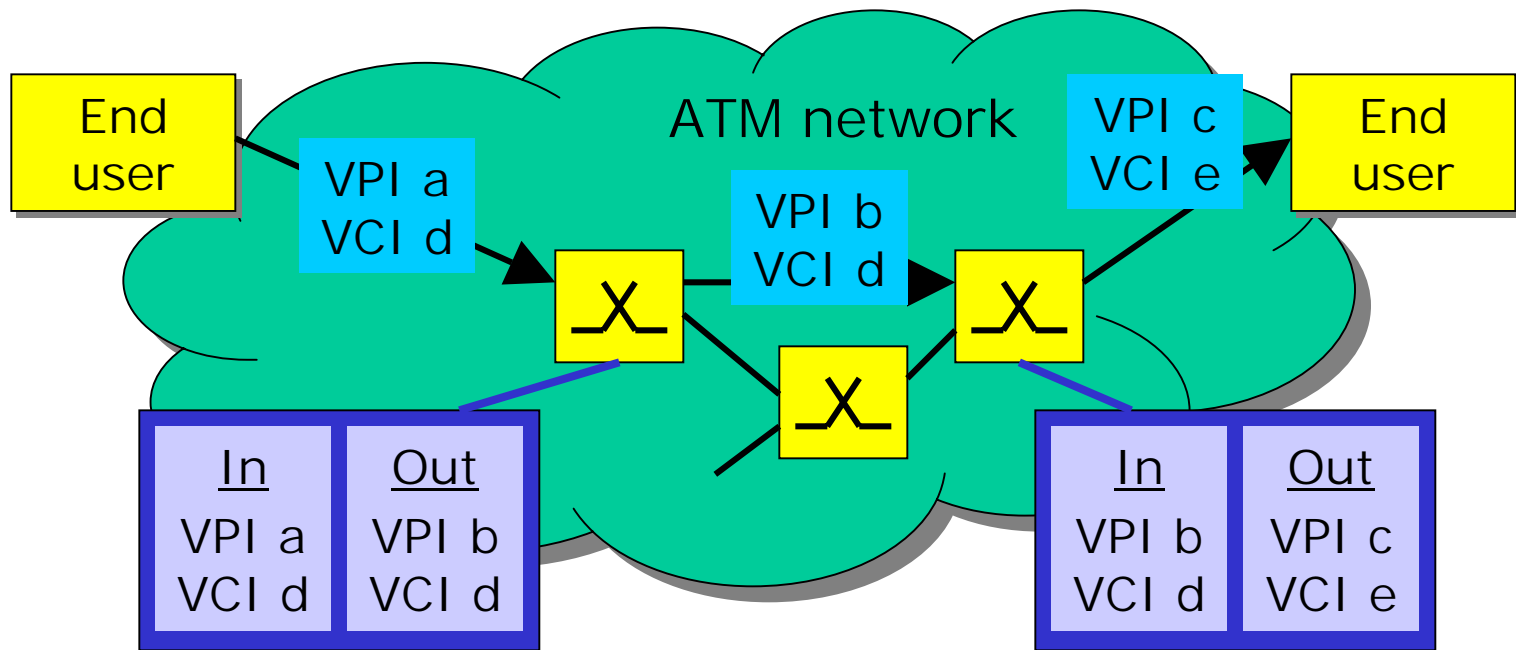 End
user
VPI a
VCI d
ATM network
VPI b
VCI d
VPI c
VCI e
End
user
In
VPI a
VCI d
Out
VPI b
VCI d
In
VPI b
VCI d
Out
VPI c
VCI e